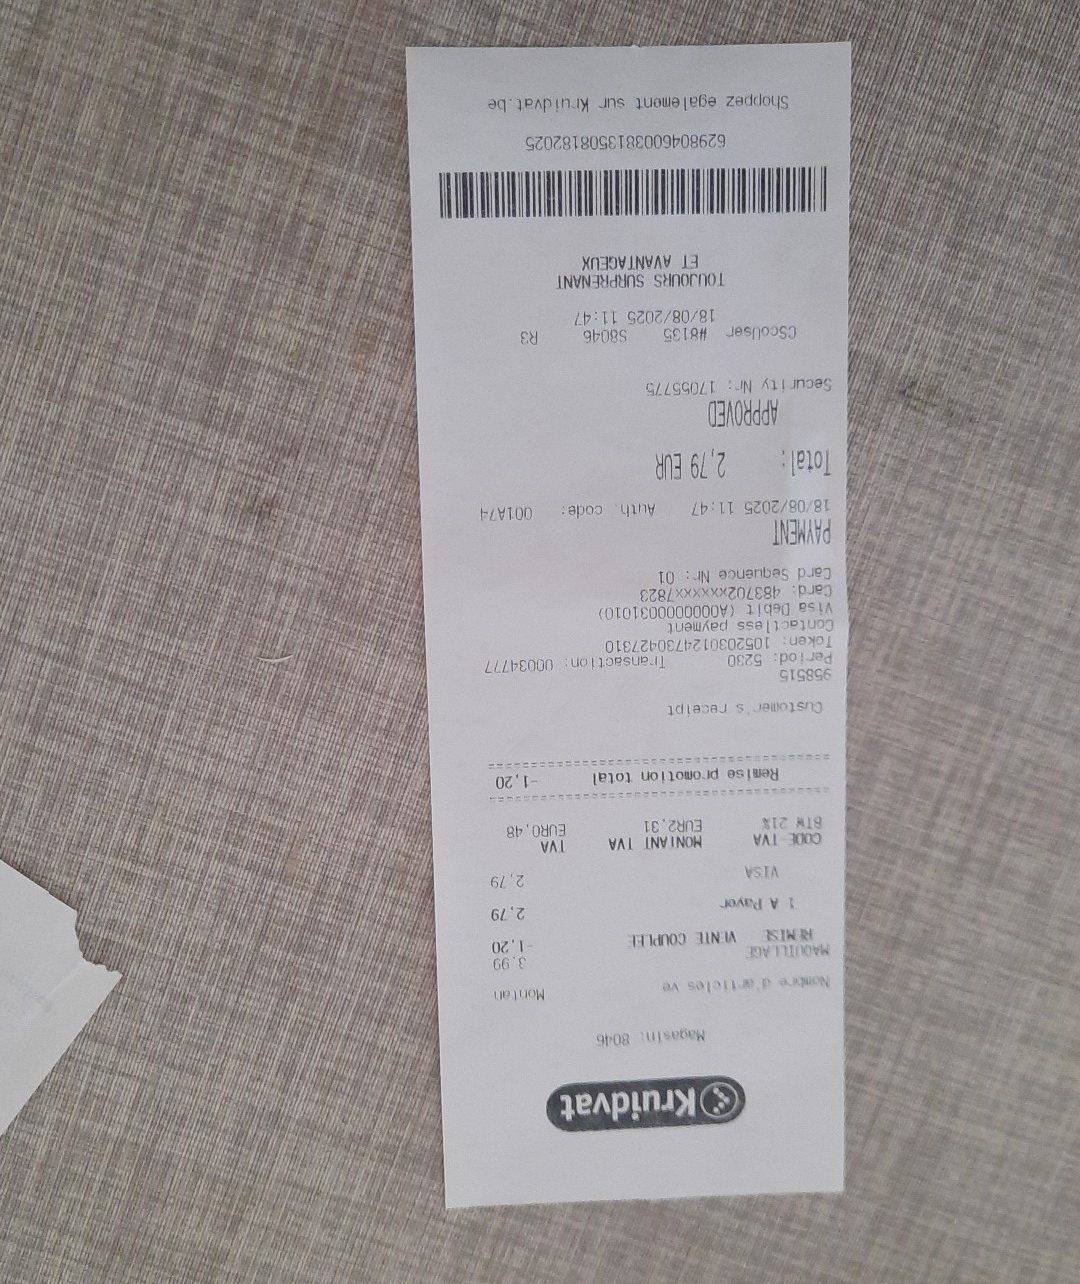 Kruidvat
Magasin: 8046
Nombre d'articles ve Montan
MAQUILLAGE 3,99
REMISE VENTE COUPLEE -1,20
1 A Payer 2,79
VISA 2,79
CODE-TVA MONTANT TVA TVA
BTW 21% EUR2,31 EUR0,48
Remise promotion total -1,20
Customer's receipt
958515
Period: 5230 Transaction: 00034777
Token: 1052030124730427310
Contactless payment
Visa Debit (A0000000031010)
Card: 483702xxxxxx7823
Card Sequence Nr: 01
PAYMENT
18/08/2025 11:47 Auth. code: 001A74
Total: 2,79 EUR
APPROVED
Security Nr: 17055775
CScoUser #8135 S8046 R3
18/08/2025 11:47
TOUJOURS SURPRENANT
ET AVANTAGEUX
6298046003813508182025
Shoppez egalement sur Kruidvat.be